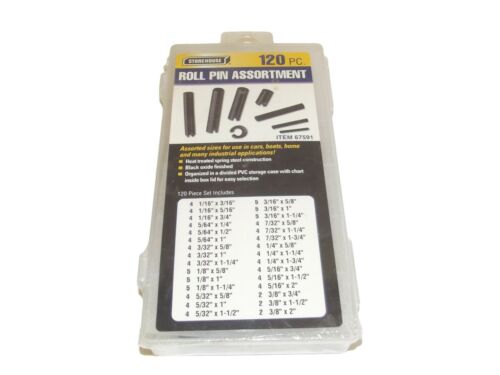 STOREHOUSE
120 PC.
ROLL PIN ASSORTMENT
ITEM 67591
Assorted sizes for use in cars, boats, home
and many industrial applications!
• Heat treated spring steel construction
• Black oxide finished
• Organized in a divided PVC storage case with chart
inside box lid for easy selection
120 Piece Set Includes
4 1/16" x 3/16"
4 1/16" x 5/16"
4 1/16" x 3/4"
4 5/64" x 1/4"
4 5/64" x 1/2"
4 5/64" x 1"
4 3/32" x 5/8"
4 3/32" x 1"
4 3/32" x 1-1/4"
5 1/8" x 5/8"
5 1/8" x 1"
5 1/8" x 1-1/4"
4 5/32" x 5/8"
4 5/32" x 1"
4 5/32" x 1-1/2"
5 3/16" x 5/8"
5 3/16" x 1"
5 3/16" x 1-1/4"
4 7/32" x 5/8"
4 7/32" x 1-1/4"
4 7/32" x 1-3/4"
4 1/4" x 5/8"
4 1/4" x 1-1/4"
4 1/4" x 1-3/4"
4 5/16" x 3/4"
4 5/16" x 1-1/2"
4 5/16" x 2"
2 3/8" x 3/4"
2 3/8" x 1-1/2"
2 3/8" x 2"